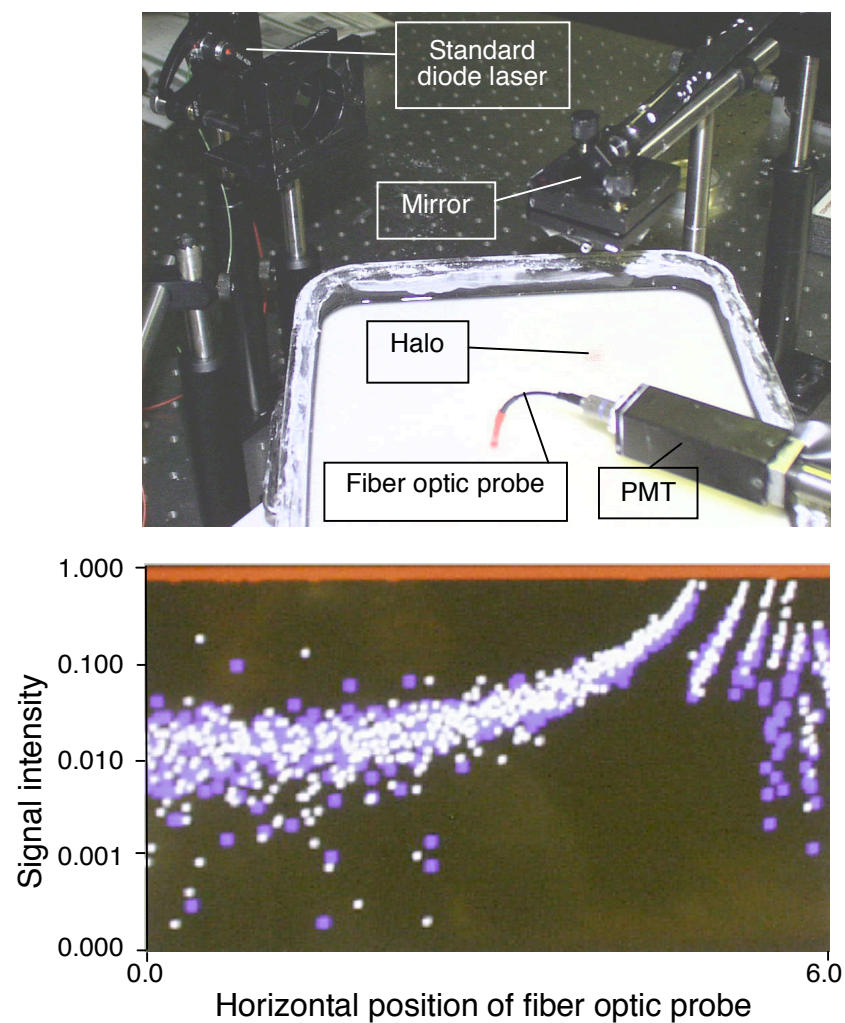 Standard
diode laser
Mirror
Halo
Fiber optic probe
PMT
1.000
0.100
0.010
0.001
0.000
Signal intensity
0.0
6.0
Horizontal position of fiber optic probe